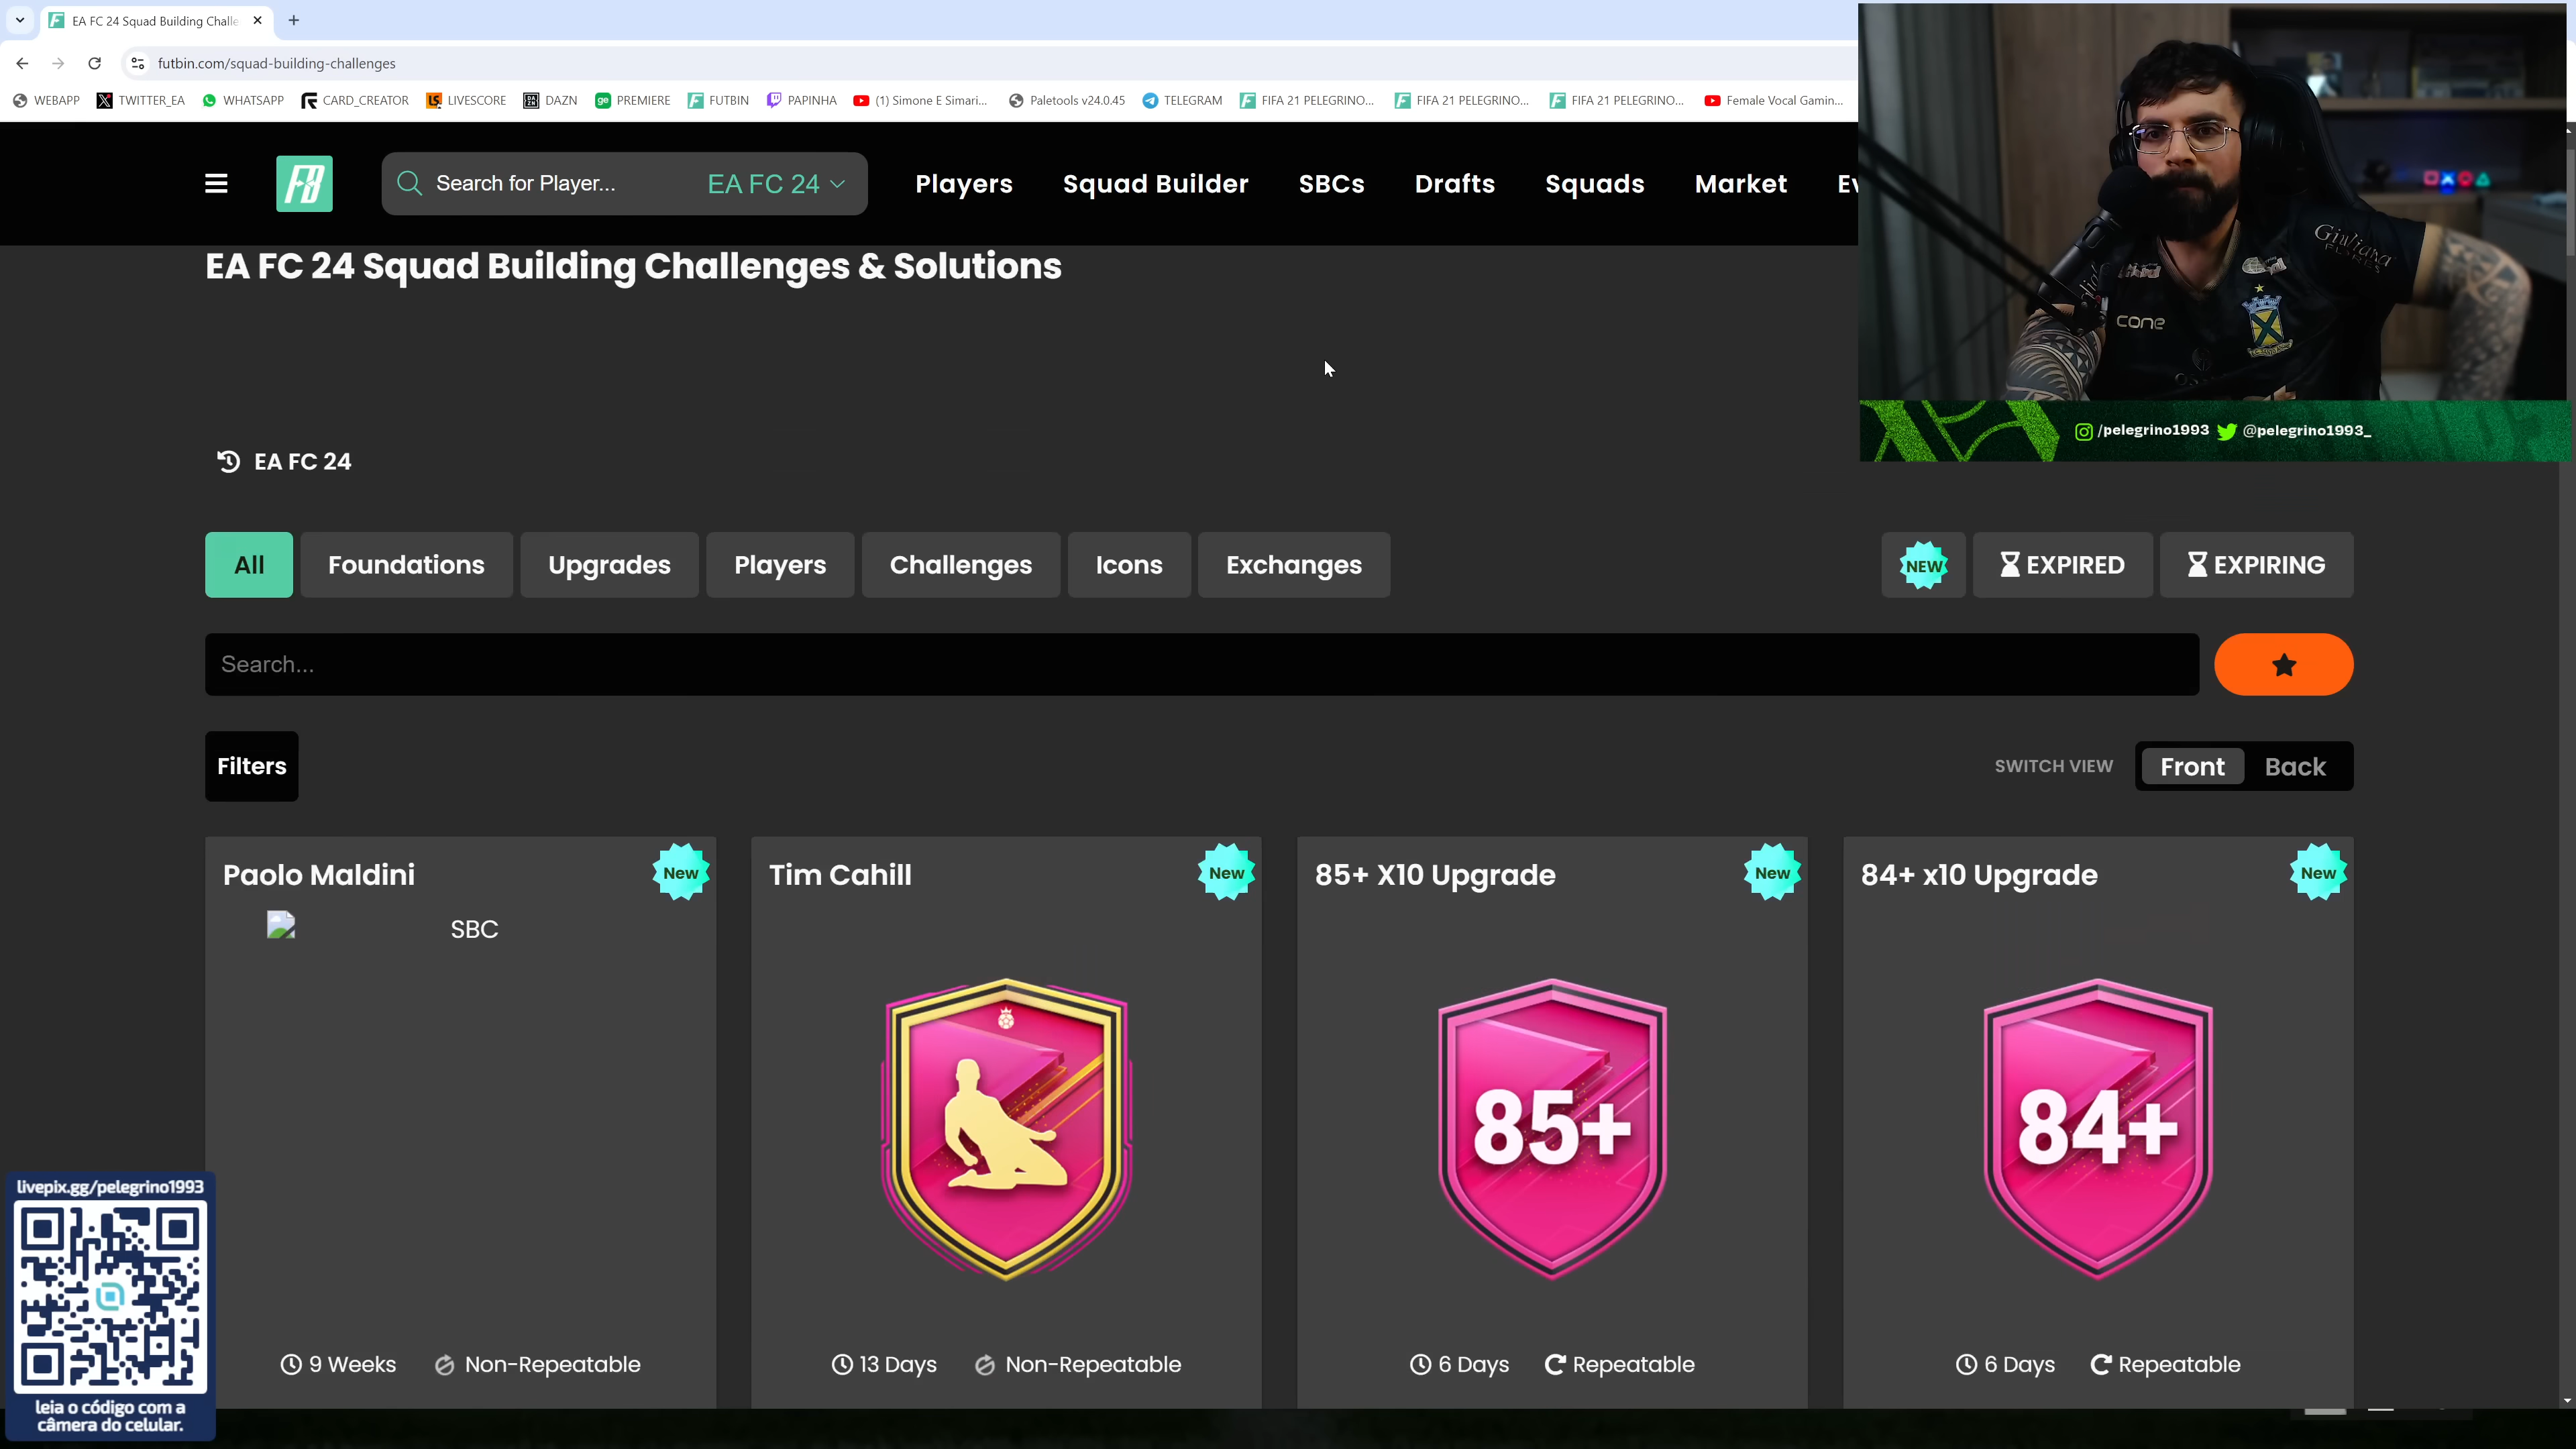 EA FC 24 Squad Building Challe
futbin.com/squad-building-challenges
WEBAPP TWITTER_EA WHATSAPP CARD_CREATOR LIVESCORE DAZN PREMIERE FUTBIN PAPINHA (1) Simone E Simari... Paletools v24.0.45 TELEGRAM FIFA 21 PELEGRINO... FIFA 21 PELEGRINO... FIFA 21 PELEGRINO... Female Vocal Gamin...
Search for Player... EA FC 24 Players Squad Builder SBCs Drafts Squads Market Ev
Giuliana
FLORES
cone
/pelegrino1993 @pelegrino1993_
EA FC 24 Squad Building Challenges & Solutions
EA FC 24
All Foundations Upgrades Players Challenges Icons Exchanges NEW EXPIRED EXPIRING
Search...
Filters SWITCH VIEW Front Back
Paolo Maldini New Tim Cahill New 85+ X10 Upgrade New 84+ x10 Upgrade New
SBC
85+ 84+
9 Weeks Non-Repeatable 13 Days Non-Repeatable 6 Days Repeatable 6 Days Repeatable
livepix.gg/pelegrino1993
leia o código com a
câmera do celular.